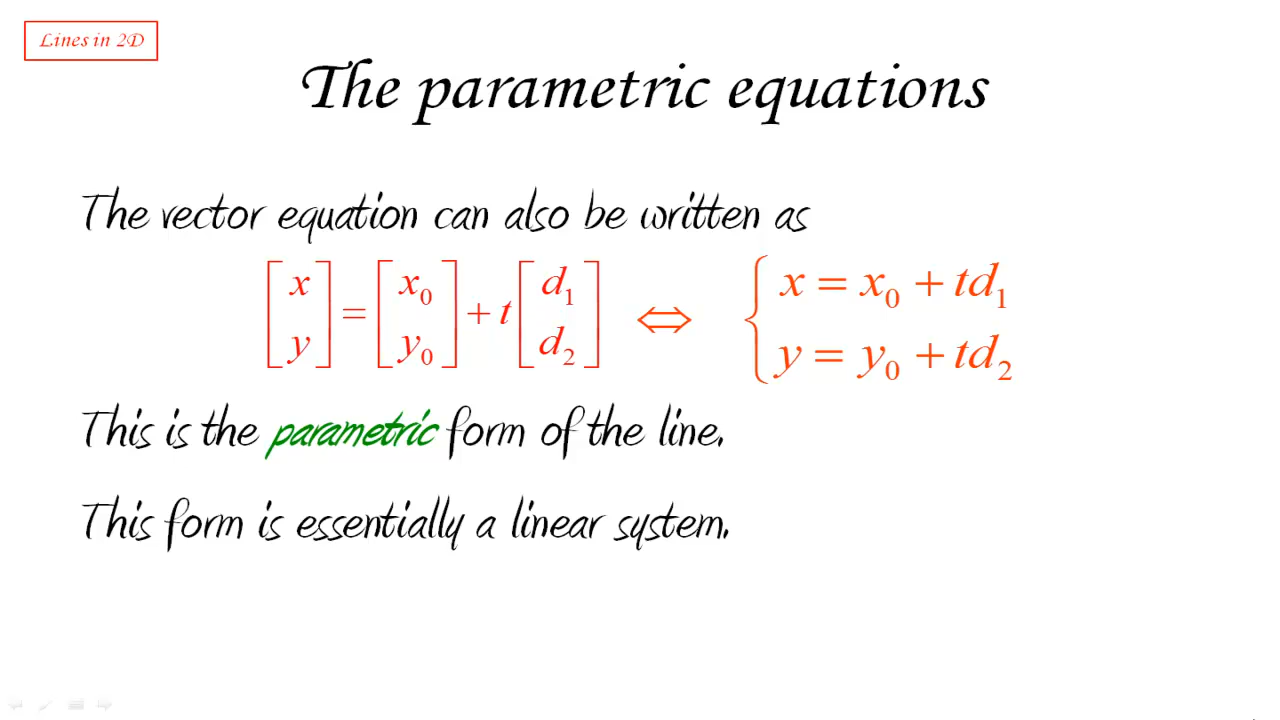 Lines in 2D
The parametric equations
The vector equation can also be written as
[x y] = [x₀ y₀] + t [d₁ d₂] ⇔ { x = x₀ + td₁
y = y₀ + td₂
This is the parametric form of the line.
This form is essentially a linear system.